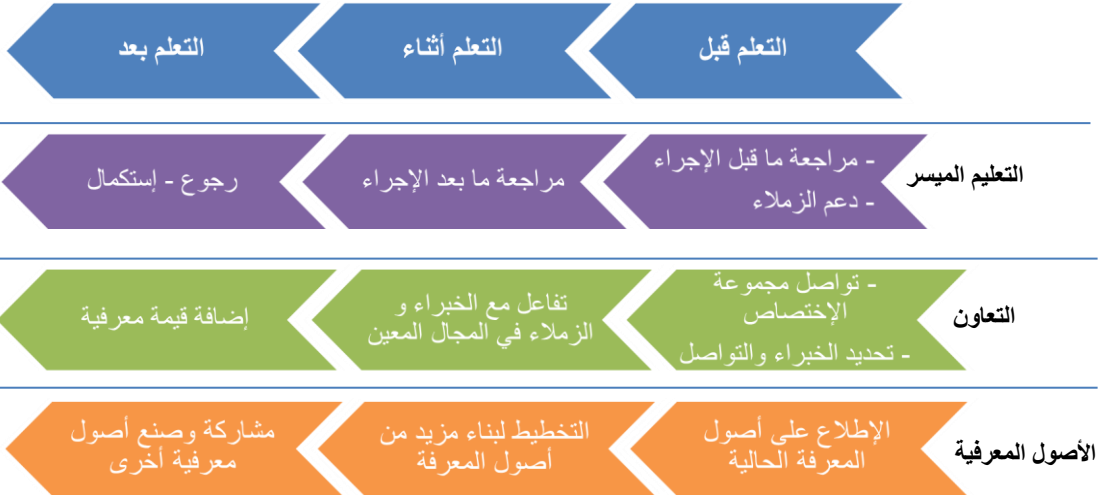 التعلم قبل
التعلم أثناء
التعلم بعد
التعليم الميسر
- مراجعة ما قبل الإجراء
- دعم الزملاء
مراجعة ما بعد الإجراء
رجوع - إستكمال
التعاون
- تواصل مجموعة
الإختصاص
- تحديد الخبراء والتواصل
تفاعل مع الخبراء و
الزملاء في المجال المعين
إضافة قيمة معرفية
الأصول المعرفية
الإطلاع على أصول
المعرفة الحالية
التخطيط لبناء مزيد من
أصول المعرفة
مشاركة وصنع أصول
معرفية أخرى